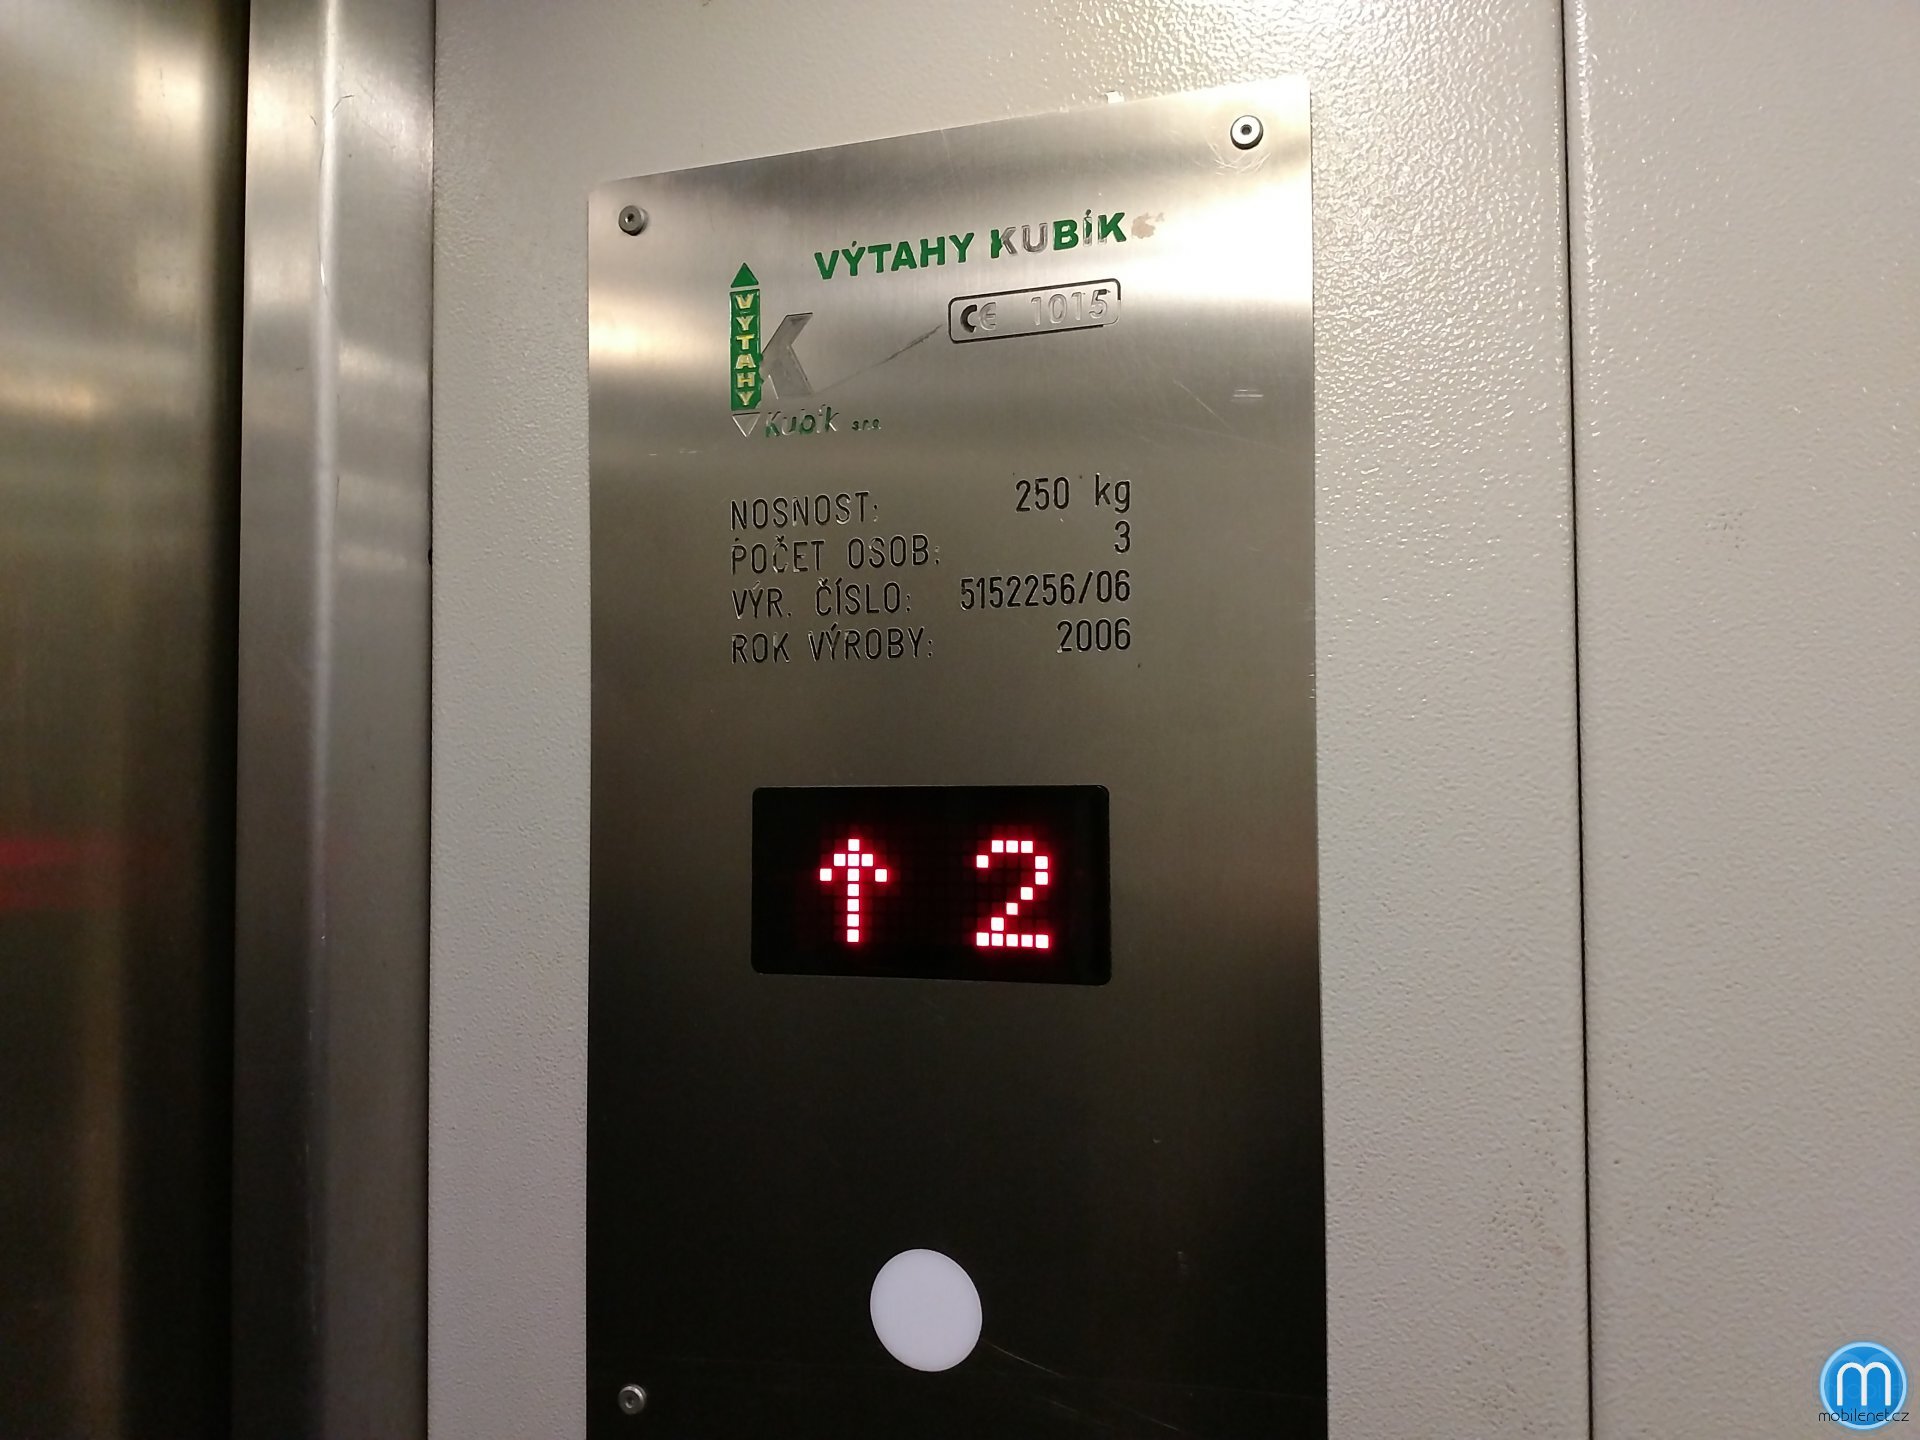 VÝTAHY KUBÍK
CE 1015
VÝTAHY
K
Kubík s.r.o.
NOSNOST: 250 kg
POČET OSOB: 3
VÝR. ČÍSLO: 5152256/06
ROK VÝROBY: 2006
↑ 2
m
mobilenet.cz